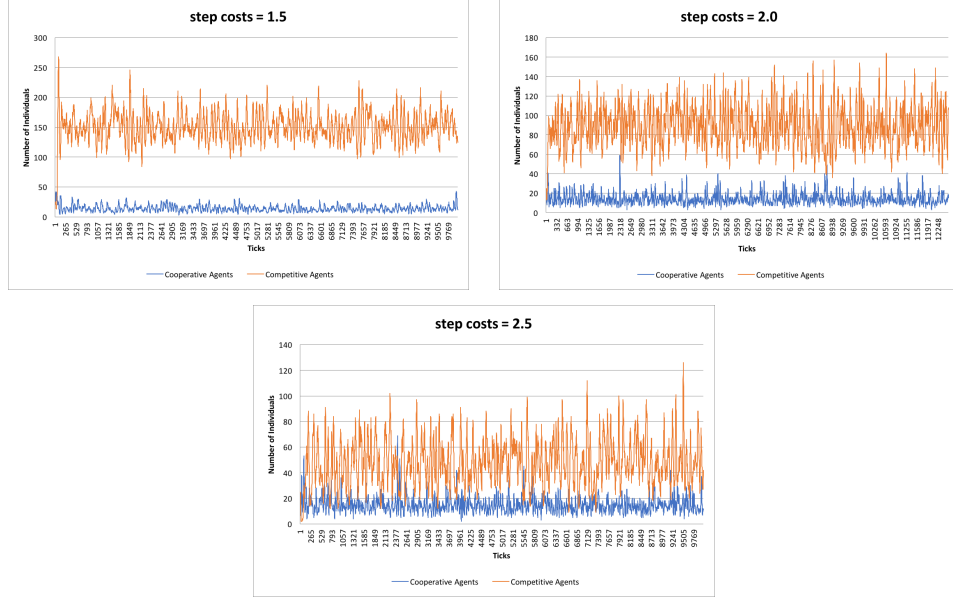 step costs = 1.5
300
250
200
150
100
50
0
Number of Individuals
1 265 529 793 1057 1321 1585 1849 2113 2377 2641 2905 3169 3433 3697 3961 4225 4489 4753 5017 5281 5545 5809 6073 6337 6601 6865 7129 7393 7657 7921 8185 8449 8713 8977 9241 9505 9769
Ticks
Cooperative Agents Competitive Agents
step costs = 2.0
180
160
140
120
100
80
60
40
20
0
Number of Individuals
1 332 663 994 1325 1656 1987 2318 2649 2980 3311 3642 3973 4304 4635 4966 5297 5628 5959 6290 6621 6952 7283 7614 7945 8276 8607 8938 9269 9600 9931 10262 10593 10924 11255 11586 11917 12248
Ticks
Cooperative Agents Competitive Agents
step costs = 2.5
140
120
100
80
60
40
20
0
Number of Individuals
1 265 529 793 1057 1321 1585 1849 2113 2377 2641 2905 3169 3433 3697 3961 4225 4489 4753 5017 5281 5545 5809 6073 6337 6601 6865 7129 7393 7657 7921 8185 8449 8713 8977 9241 9505 9769
Ticks
Cooperative Agents Competitive Agents